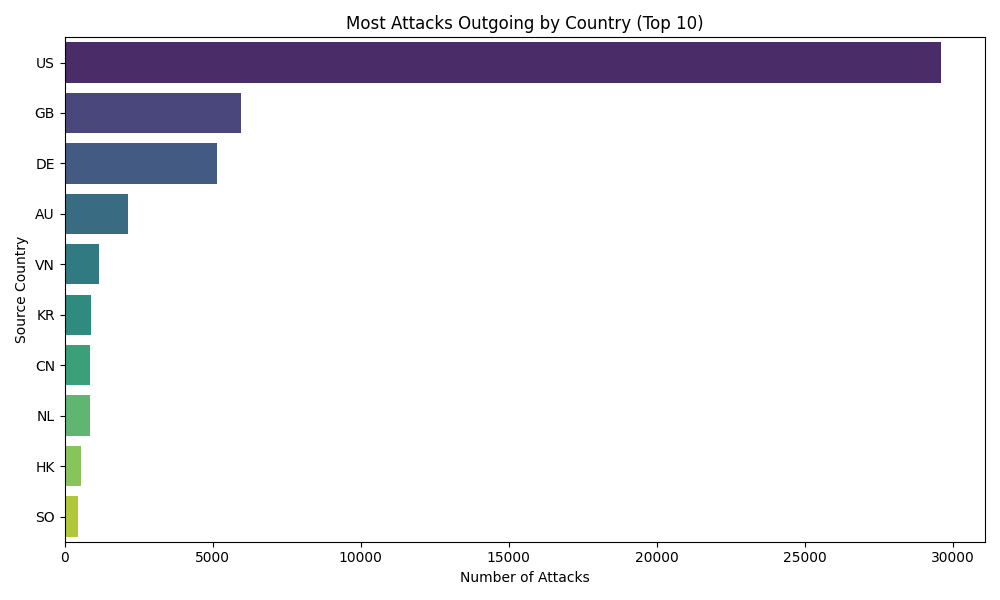 Most Attacks Outgoing by Country (Top 10)
US
GB
DE
AU
VN
KR
CN
NL
HK
SO
Source Country
0 5000 10000 15000 20000 25000 30000
Number of Attacks